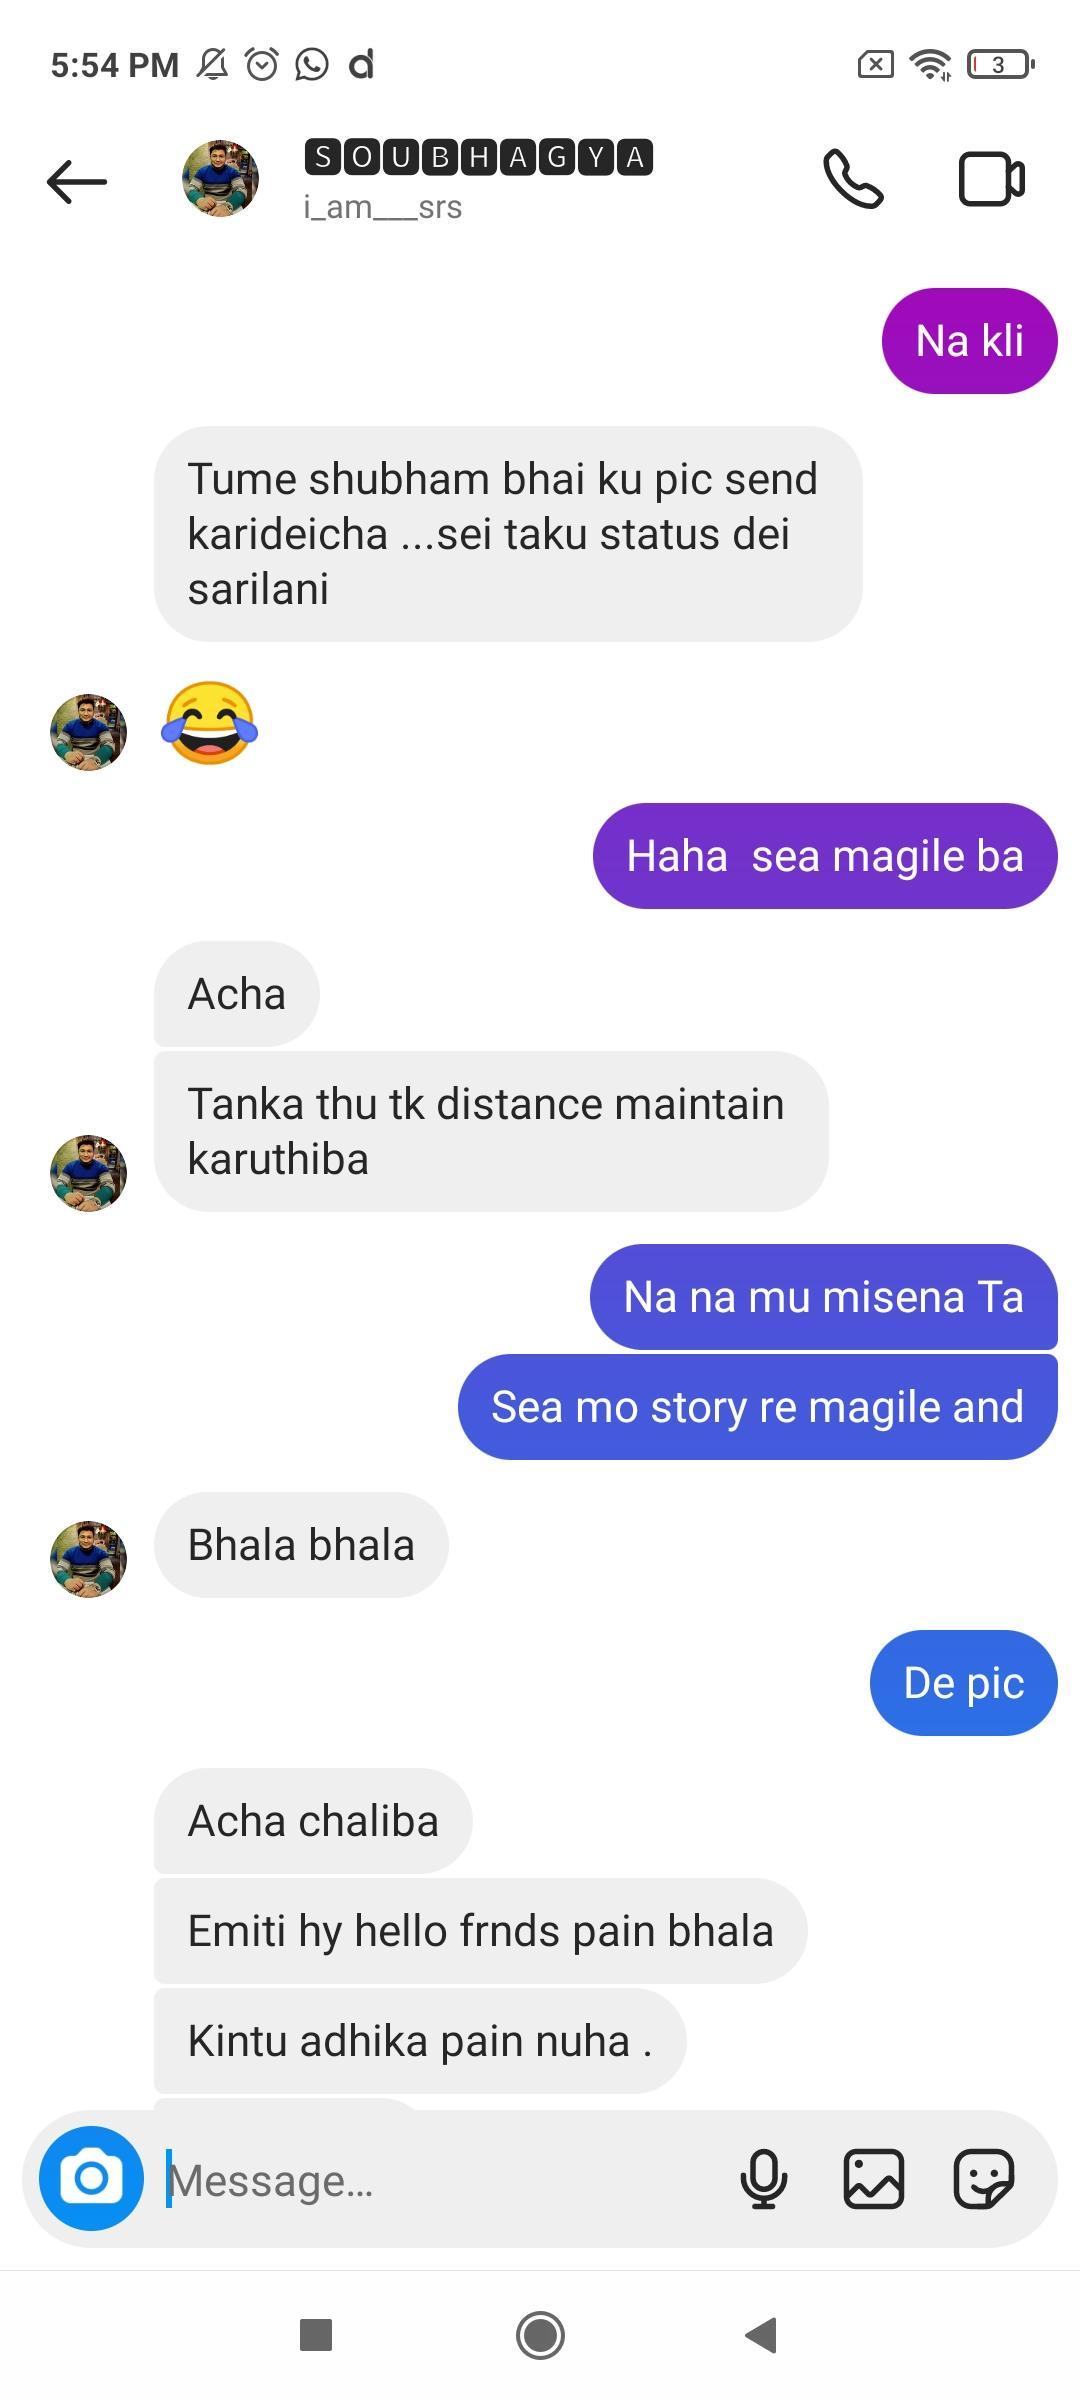 5:54 PM
3
SOUBHAGYA
i_am___srs
Na kli
Tume shubham bhai ku pic send
karideicha ...sei taku status dei
sarilani
😂
Haha  sea magile ba
Acha
Tanka thu tk distance maintain
karuthiba
Na na mu misena Ta
Sea mo story re magile and
Bhala bhala
De pic
Acha chaliba
Emiti hy hello frnds pain bhala
Kintu adhika pain nuha .
Message...